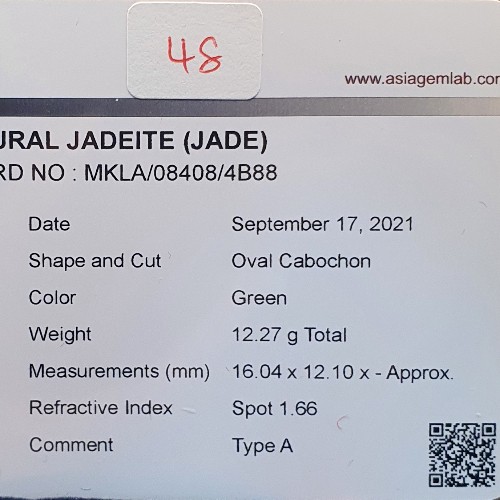 48
www.asiagemlab.cor
URAL JADEITE (JADE)
RD NO : MKLA/08408/4B88
Date September 17, 2021
Shape and Cut Oval Cabochon
Color Green
Weight 12.27 g Total
Measurements (mm) 16.04 x 12.10 x - Approx.
Refractive Index Spot 1.66
Comment Type A